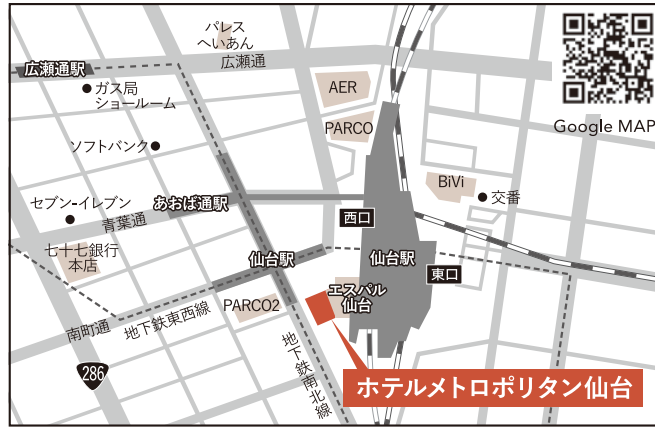 パレス
へいあん
広瀬通
広瀬通駅
ガス局
ショールーム
ソフトバンク
AER
PARCO
Google MAP
BiVi
交番
あおば通駅
西口
セブン-イレブン
青葉通
七十七銀行
本店
仙台駅
仙台駅
東口
エスパル
仙台
PARCO2
地下鉄東西線
南町通
地下鉄南北線
286
ホテルメトロポリタン仙台